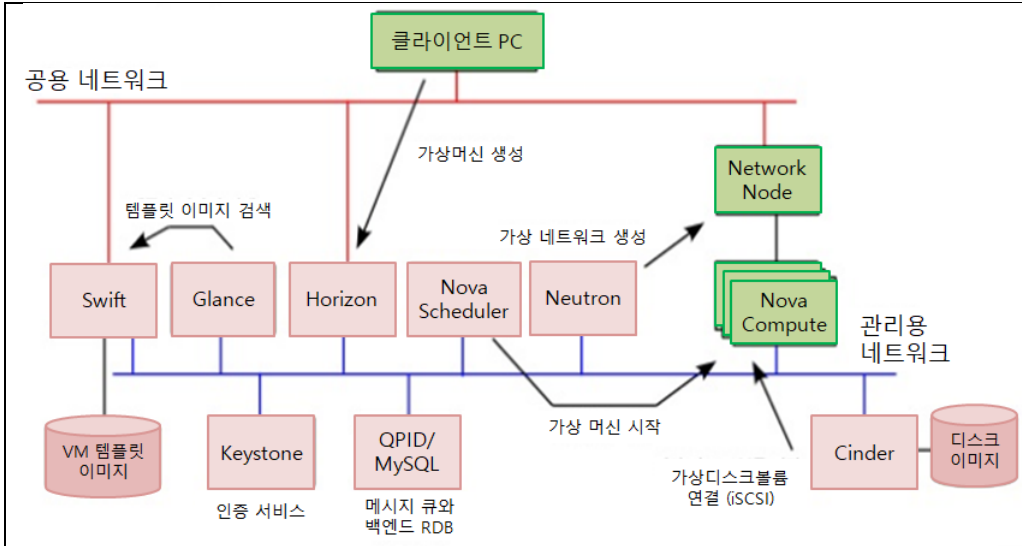 클라이언트 PC
공용 네트워크
가상머신 생성
Network
Node
템플릿 이미지 검색
가상 네트워크 생성
Swift
Glance
Horizon
Nova
Scheduler
Neutron
Nova
Compute
관리용
네트워크
VM 템플릿
이미지
Keystone
QPID/
MySQL
가상 머신 시작
Cinder
디스크
이미지
가상디스크볼륨
연결 (iSCSI)
인증 서비스
메시지 큐와
백엔드 RDB